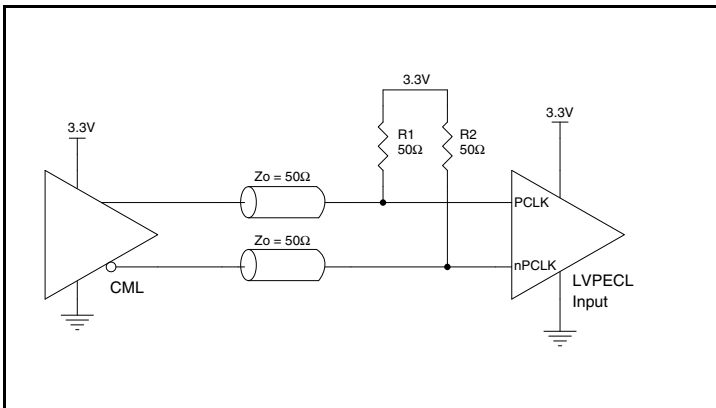 3.3V
3.3V
3.3V
R1
50Ω
R2
50Ω
Zo = 50Ω
PCLK
Zo = 50Ω
nPCLK
CML
LVPECL
Input